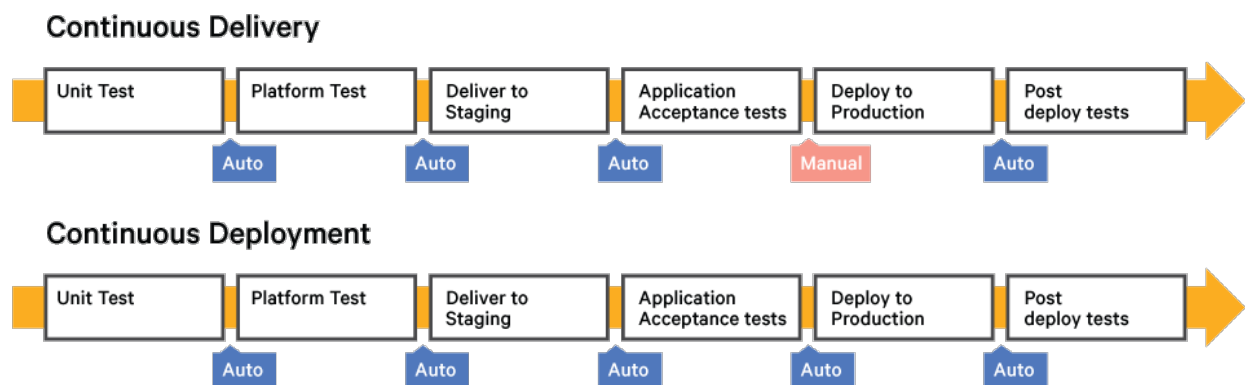 Continuous Delivery
Unit Test
Platform Test
Deliver to
Staging
Application
Acceptance tests
Deploy to
Production
Post
deploy tests
Auto
Auto
Auto
Manual
Auto
Continuous Deployment
Unit Test
Platform Test
Deliver to
Staging
Application
Acceptance tests
Deploy to
Production
Post
deploy tests
Auto
Auto
Auto
Auto
Auto